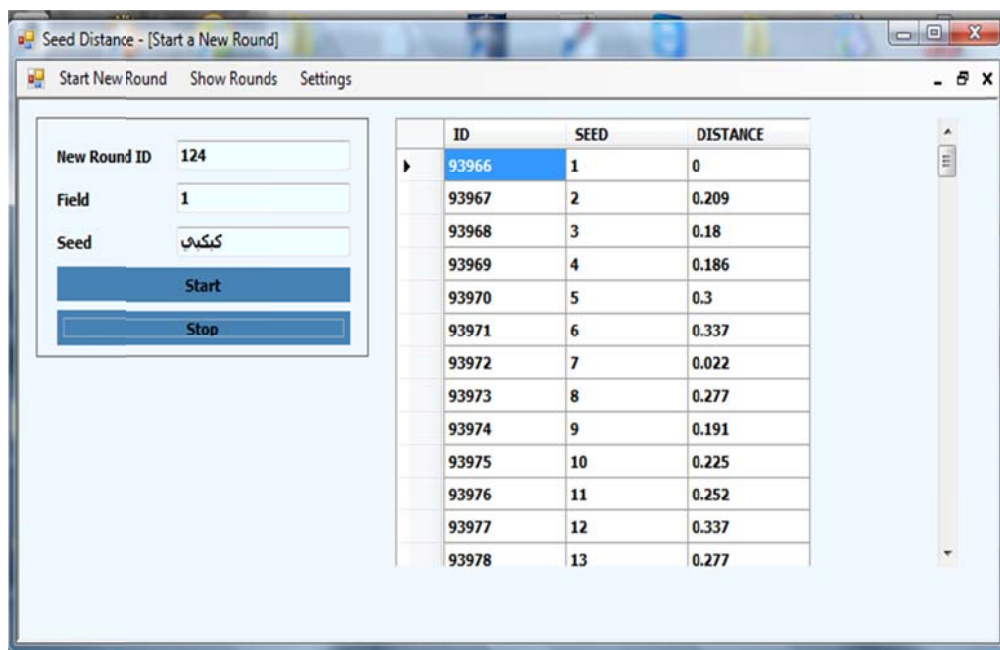 Seed Distance - [Start a New Round]
Start New Round Show Rounds Settings
New Round ID 124
Field 1
Seed كبكبي
Start
Stop
ID SEED DISTANCE
93966 1 0
93967 2 0.209
93968 3 0.18
93969 4 0.186
93970 5 0.3
93971 6 0.337
93972 7 0.022
93973 8 0.277
93974 9 0.191
93975 10 0.225
93976 11 0.252
93977 12 0.337
93978 13 0.277